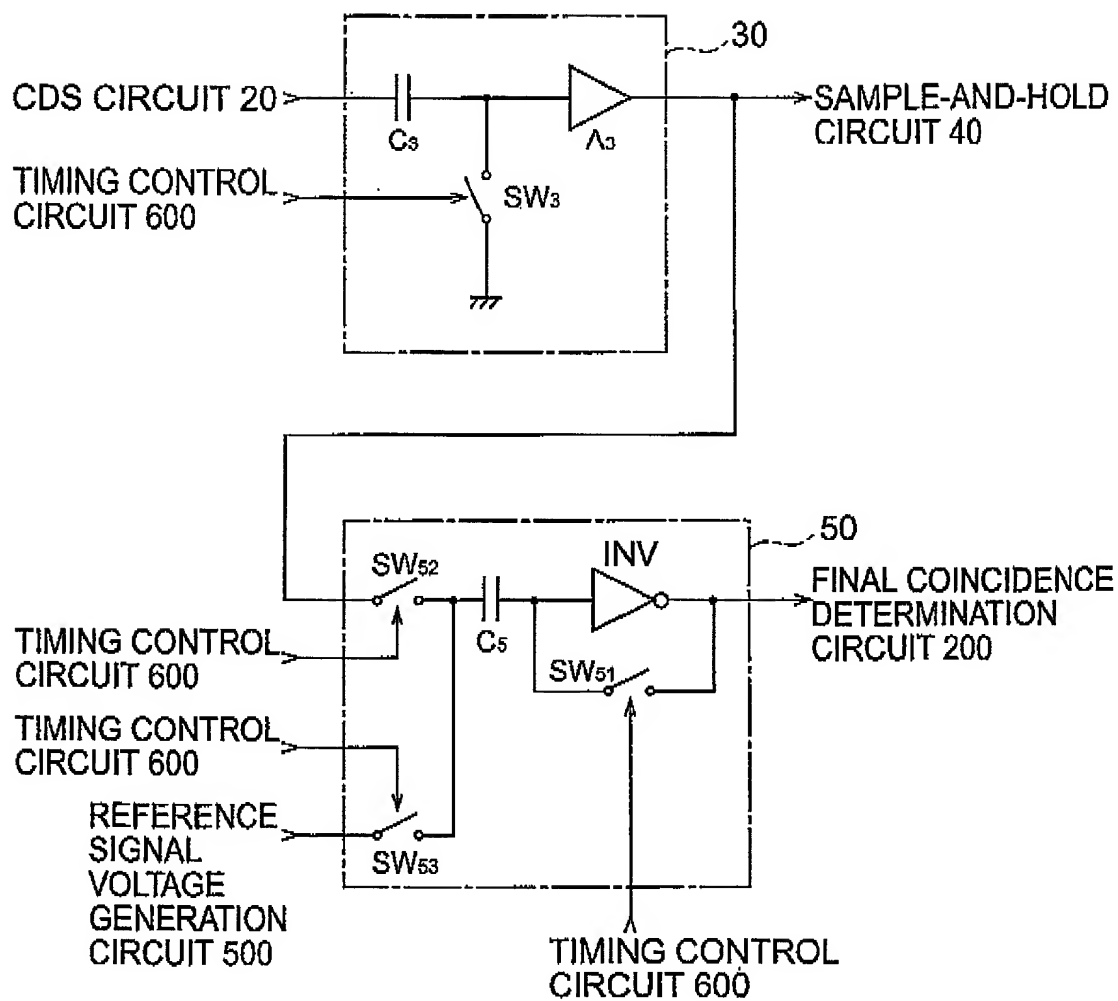 30
CDS CIRCUIT 20
SAMPLE-AND-HOLD
CIRCUIT 40
C3
A3
TIMING CONTROL
CIRCUIT 600
SW3
50
INV
SW52
FINAL COINCIDENCE
DETERMINATION
CIRCUIT 200
C5
TIMING CONTROL
CIRCUIT 600
SW51
TIMING CONTROL
CIRCUIT 600
REFERENCE
SIGNAL
VOLTAGE
GENERATION
CIRCUIT 500
SW53
TIMING CONTROL
CIRCUIT 600